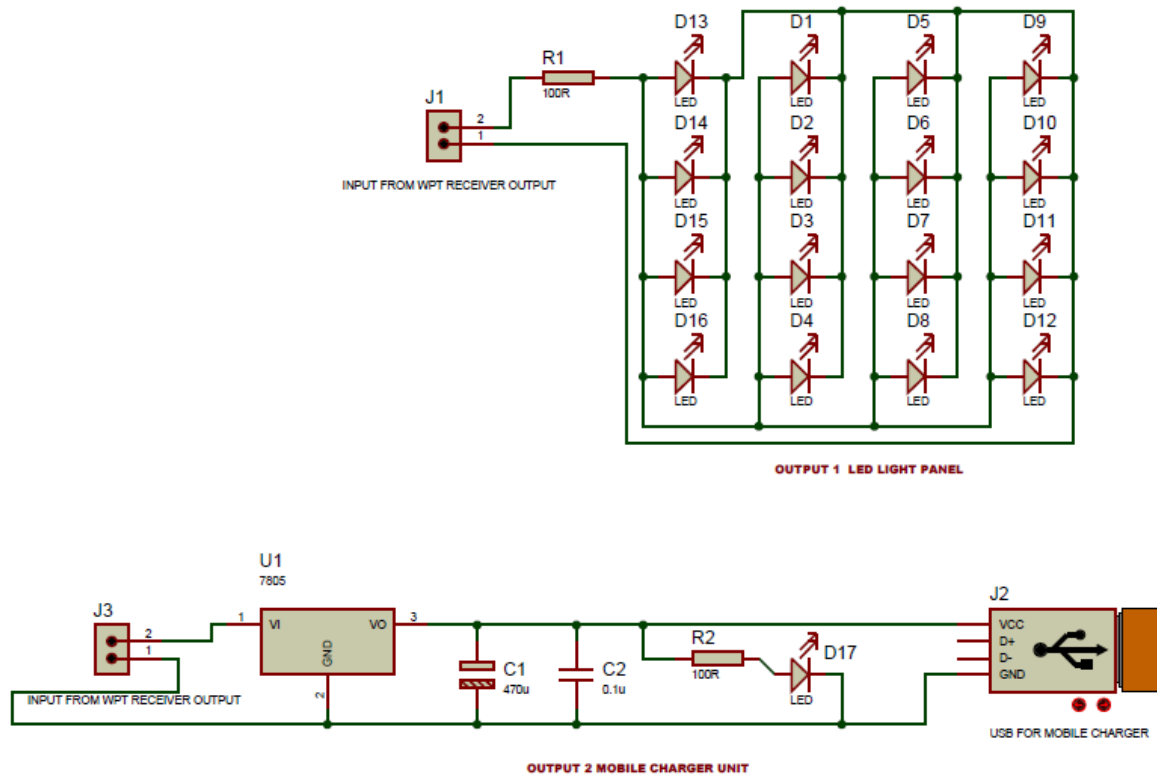 D13 D1 D5 D9
R1
100R
LED LED LED LED
J1
2
1
D14 D2 D6 D10
INPUT FROM WPT RECEIVER OUTPUT
LED LED LED LED
D15 D3 D7 D11
LED LED LED LED
D16 D4 D8 D12
LED LED LED LED
OUTPUT 1 LED LIGHT PANEL
U1
7805
J3
2
1
1 VI VO 3
GND
2
INPUT FROM WPT RECEIVER OUTPUT
C1
470u
C2
0.1u
R2
100R
D17
LED
J2
VCC
D+
D-
GND
USB FOR MOBILE CHARGER
OUTPUT 2 MOBILE CHARGER UNIT